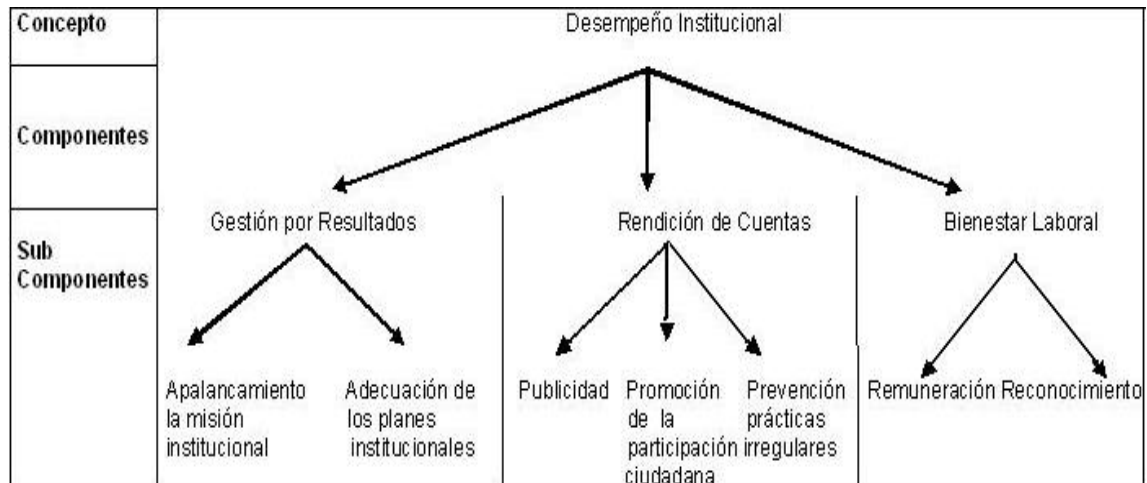 Concepto
Desempeño Institucional
Componentes
Gestión por Resultados
Rendición de Cuentas
Bienestar Laboral
Sub
Componentes
Apalancamiento
la misión
institucional
Adecuación de
los planes
institucionales
Publicidad
Promoción
de la
participación
ciudadana
Prevención
prácticas
irregulares
Remuneración
Reconocimiento